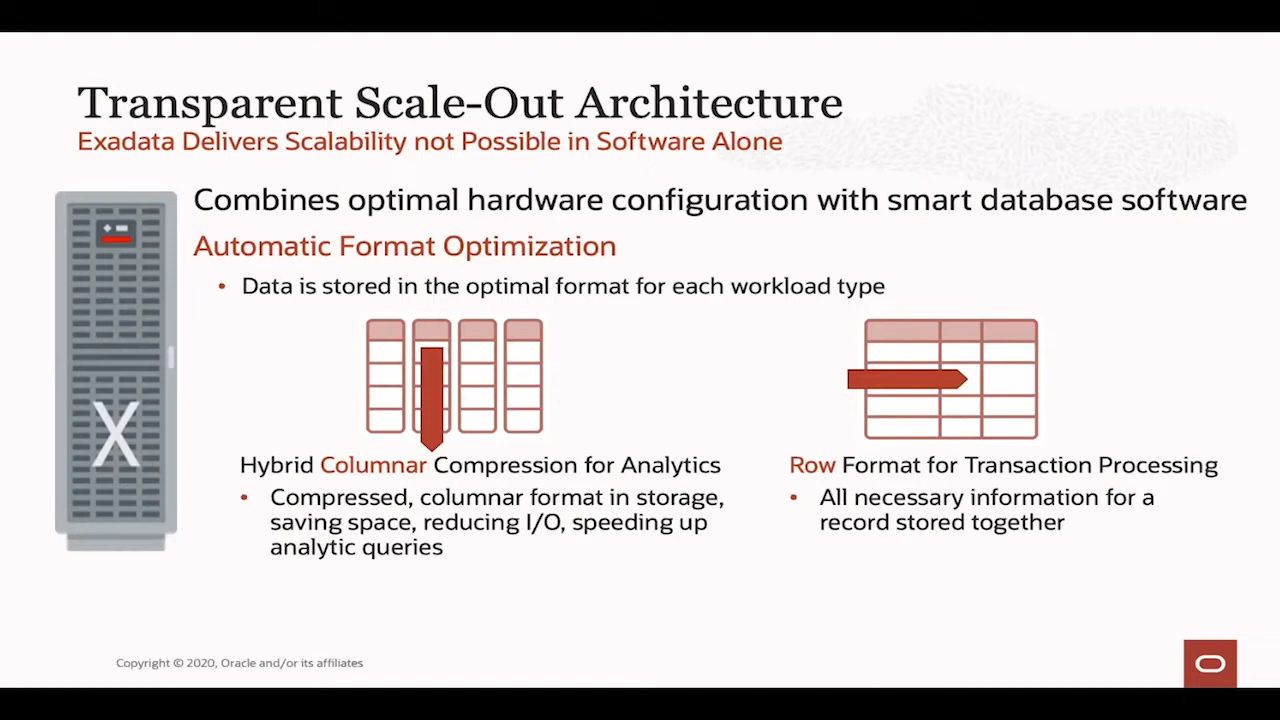 Transparent Scale-Out Architecture
Exadata Delivers Scalability not Possible in Software Alone
Combines optimal hardware configuration with smart database software
Automatic Format Optimization
• Data is stored in the optimal format for each workload type
X
Hybrid Columnar Compression for Analytics
• Compressed, columnar format in storage,
saving space, reducing I/O, speeding up
analytic queries
Row Format for Transaction Processing
• All necessary information for a
record stored together
Copyright © 2020, Oracle and/or its affiliates